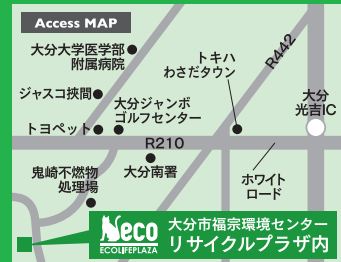 Access MAP
大分大学医学部
附属病院
トキハ
わさだタウン
R442
ジャスコ挾間
大分ジャンボ
ゴルフセンター
大分
光吉IC
トヨペット
R210
鬼崎不燃物
処理場
大分南署
ホワイト
ロード
eco
ECOLIFEPLAZA
大分市福宗環境センター
リサイクルプラザ内